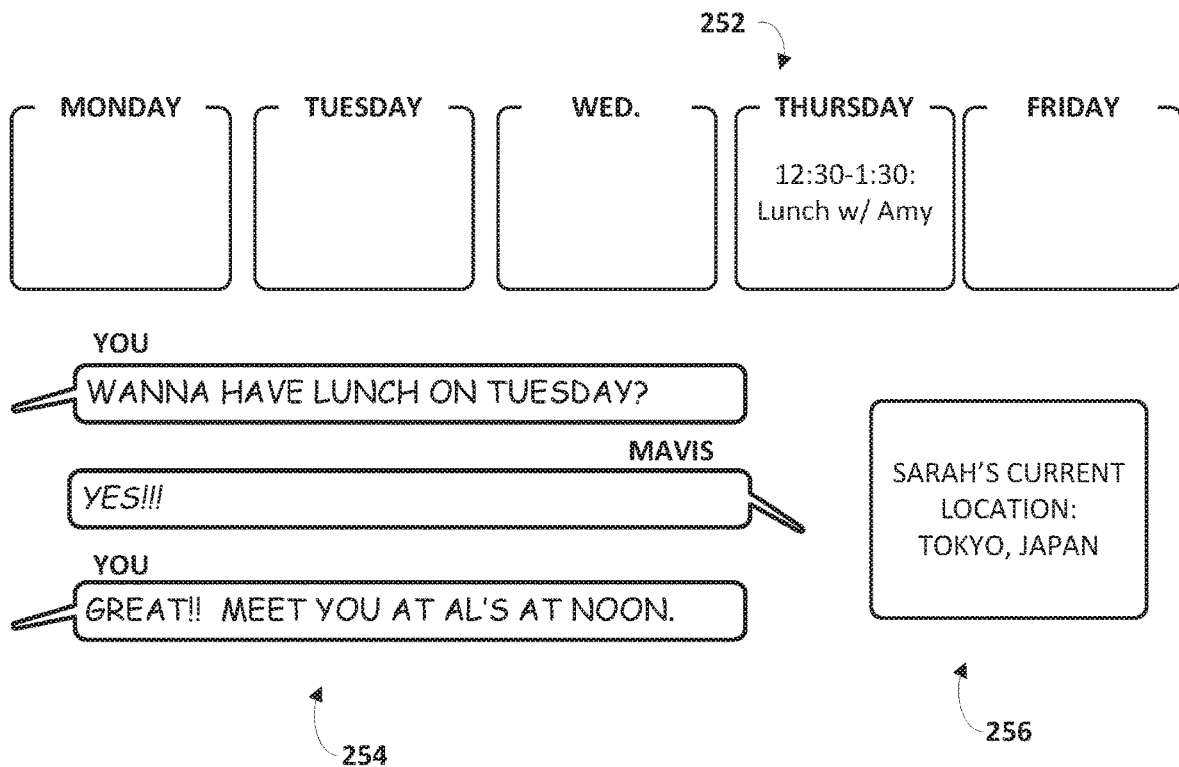 252
MONDAY TUESDAY WED. THURSDAY FRIDAY
12:30-1:30:
Lunch w/ Amy
YOU
WANNA HAVE LUNCH ON TUESDAY?
MAVIS
YES!!!
YOU
GREAT!!  MEET YOU AT AL'S AT NOON.
SARAH'S CURRENT
LOCATION:
TOKYO, JAPAN
254
256